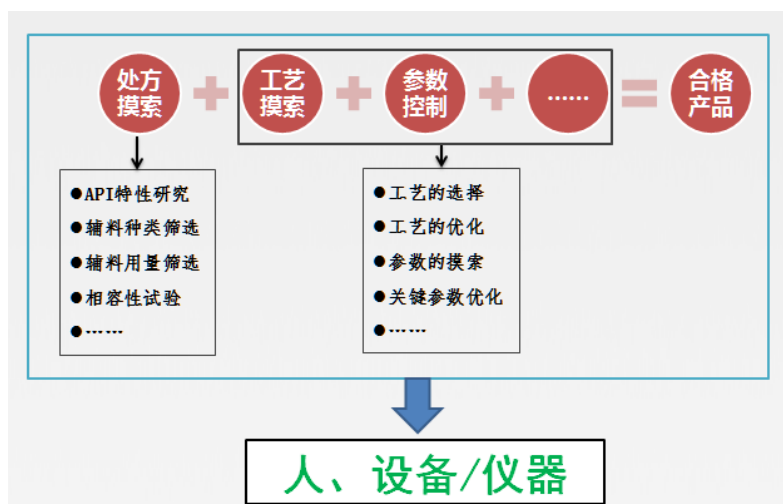 处方
摸索
+
工艺
摸索
+
参数
控制
+
……
=
合格
产品
●API特性研究
●辅料种类筛选
●辅料用量筛选
●相容性试验
●……
●工艺的选择
●工艺的优化
●参数的摸索
●关键参数优化
●……
人、设备/仪器